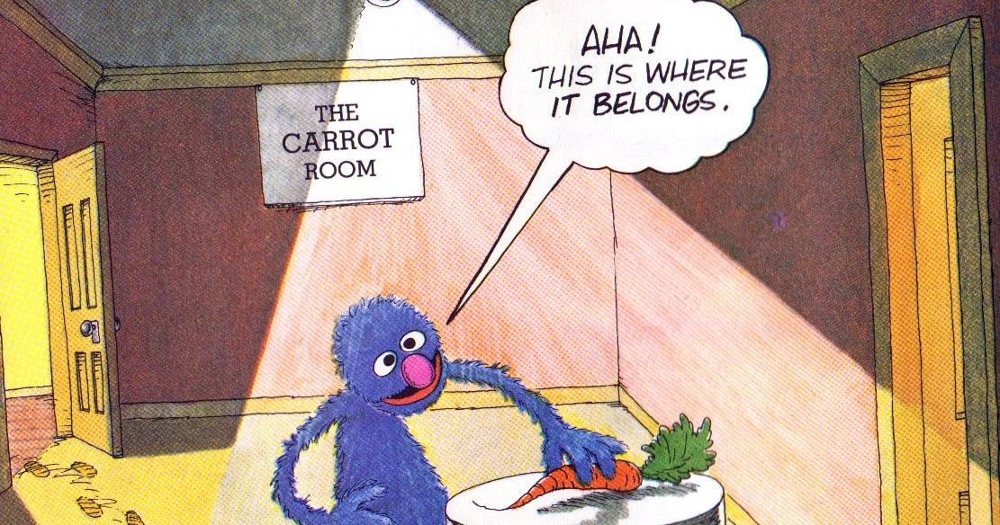 THE
CARROT
ROOM
AHA!
THIS IS WHERE
IT BELONGS.